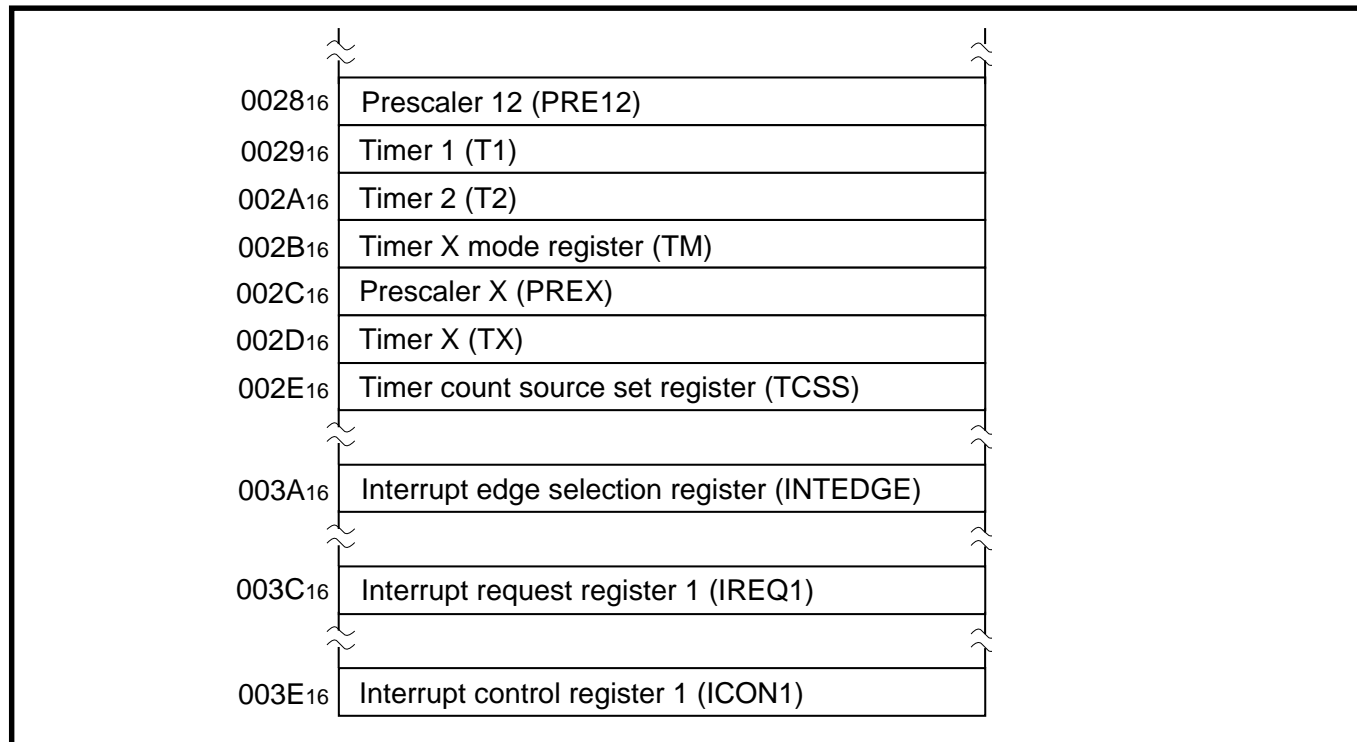 0028₁₆ Prescaler 12 (PRE12)
0029₁₆ Timer 1 (T1)
002A₁₆ Timer 2 (T2)
002B₁₆ Timer X mode register (TM)
002C₁₆ Prescaler X (PREX)
002D₁₆ Timer X (TX)
002E₁₆ Timer count source set register (TCSS)
003A₁₆ Interrupt edge selection register (INTEDGE)
003C₁₆ Interrupt request register 1 (IREQ1)
003E₁₆ Interrupt control register 1 (ICON1)